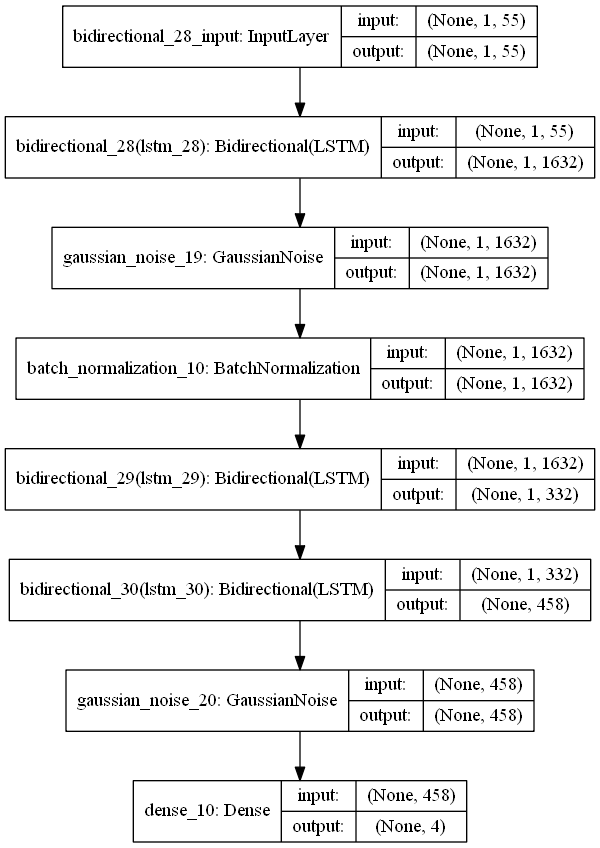 bidirectional_28_input: InputLayer
input: (None, 1, 55)
output: (None, 1, 55)
bidirectional_28(lstm_28): Bidirectional(LSTM)
input: (None, 1, 55)
output: (None, 1, 1632)
gaussian_noise_19: GaussianNoise
input: (None, 1, 1632)
output: (None, 1, 1632)
batch_normalization_10: BatchNormalization
input: (None, 1, 1632)
output: (None, 1, 1632)
bidirectional_29(lstm_29): Bidirectional(LSTM)
input: (None, 1, 1632)
output: (None, 1, 332)
bidirectional_30(lstm_30): Bidirectional(LSTM)
input: (None, 1, 332)
output: (None, 458)
gaussian_noise_20: GaussianNoise
input: (None, 458)
output: (None, 458)
dense_10: Dense
input: (None, 458)
output: (None, 4)